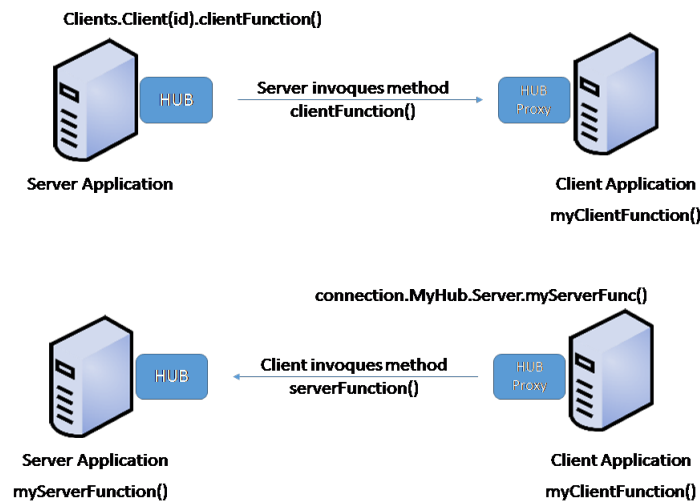 Clients.Client(id).clientFunction()
HUB
Server invoques method
clientFunction()
HUB
Proxy
Server Application
Client Application
myClientFunction()
connection.MyHub.Server.myServerFunc()
HUB
Client invoques method
serverFunction()
HUB
Proxy
Server Application
myServerFunction()
Client Application
myClientFunction()